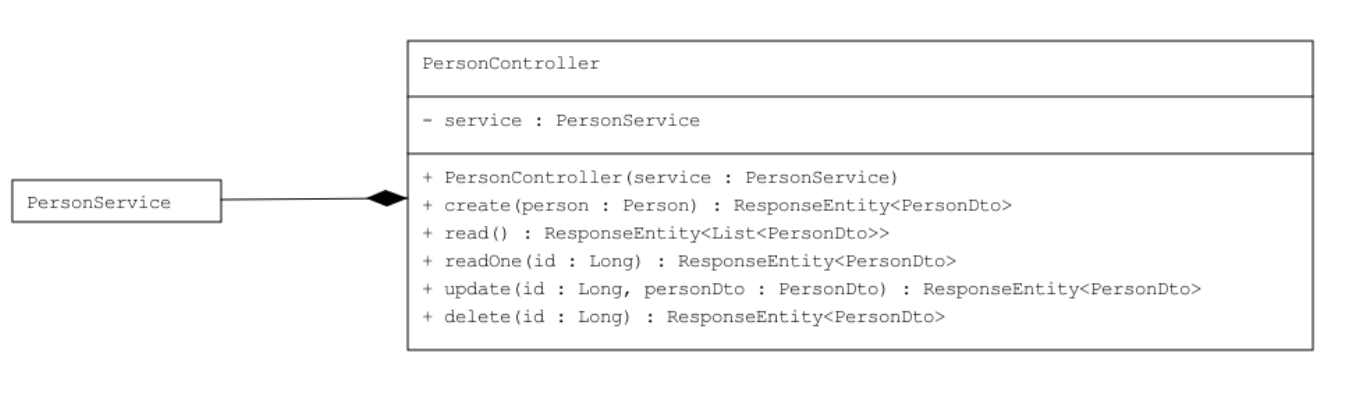 PersonController
- service : PersonService
PersonService
+ PersonController(service : PersonService)
+ create(person : Person) : ResponseEntity<PersonDto>
+ read() : ResponseEntity<List<PersonDto>>
+ readOne(id : Long) : ResponseEntity<PersonDto>
+ update(id : Long, personDto : PersonDto) : ResponseEntity<PersonDto>
+ delete(id : Long) : ResponseEntity<PersonDto>